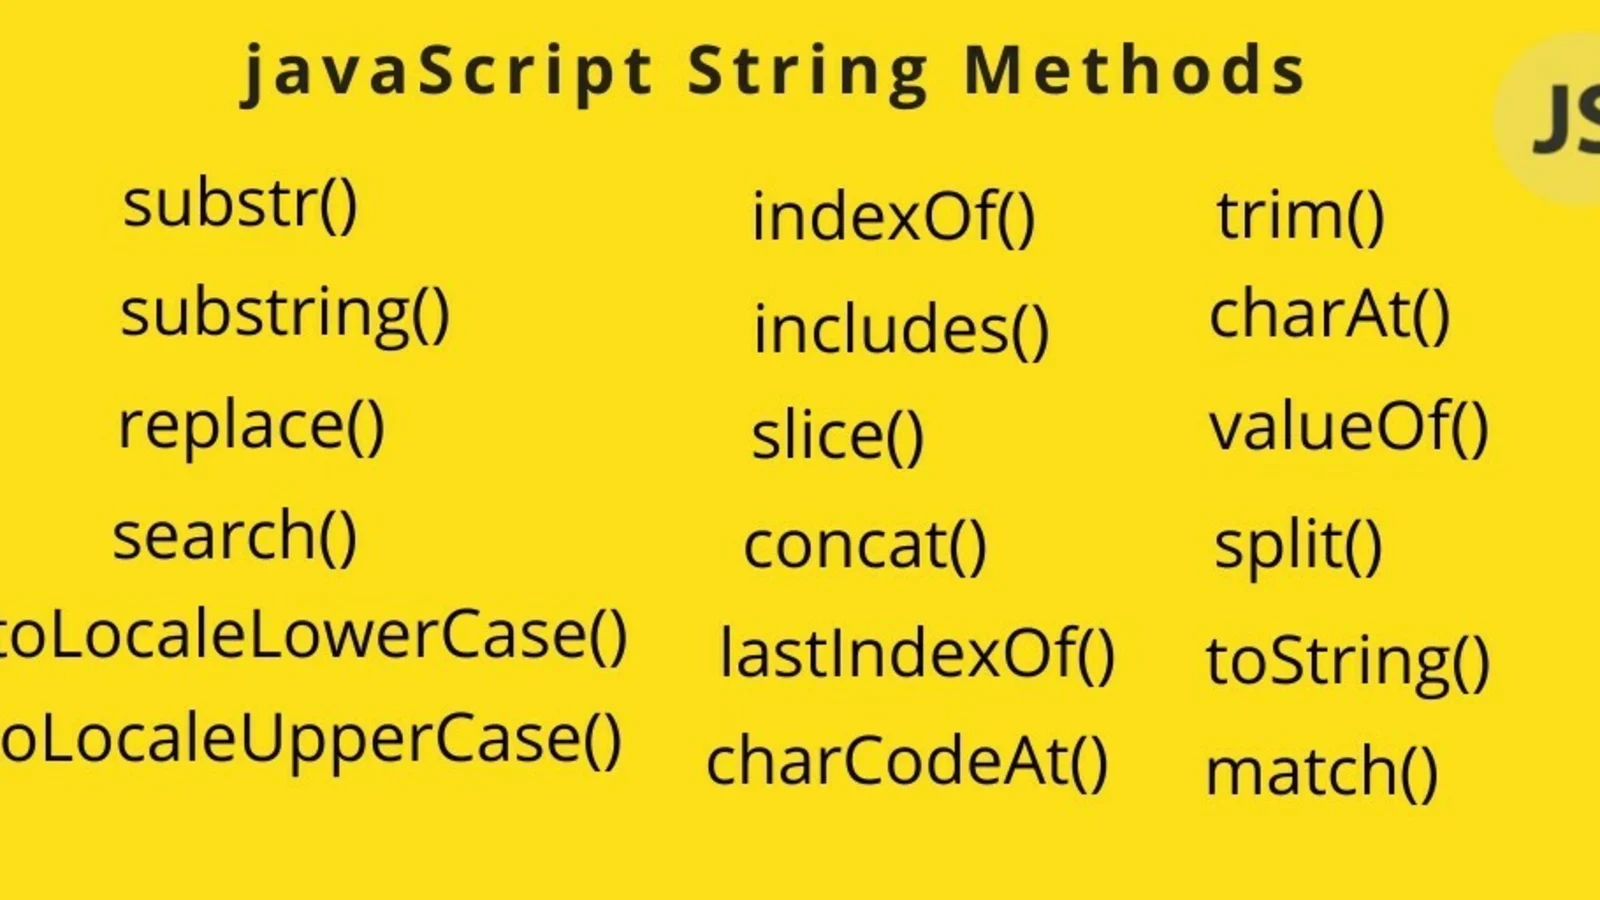 javaScript String Methods
JS
substr()
substring()
replace()
search()
toLocaleLowerCase()
toLocaleUpperCase()
indexOf()
includes()
slice()
concat()
lastIndexOf()
charCodeAt()
trim()
charAt()
valueOf()
split()
toString()
match()